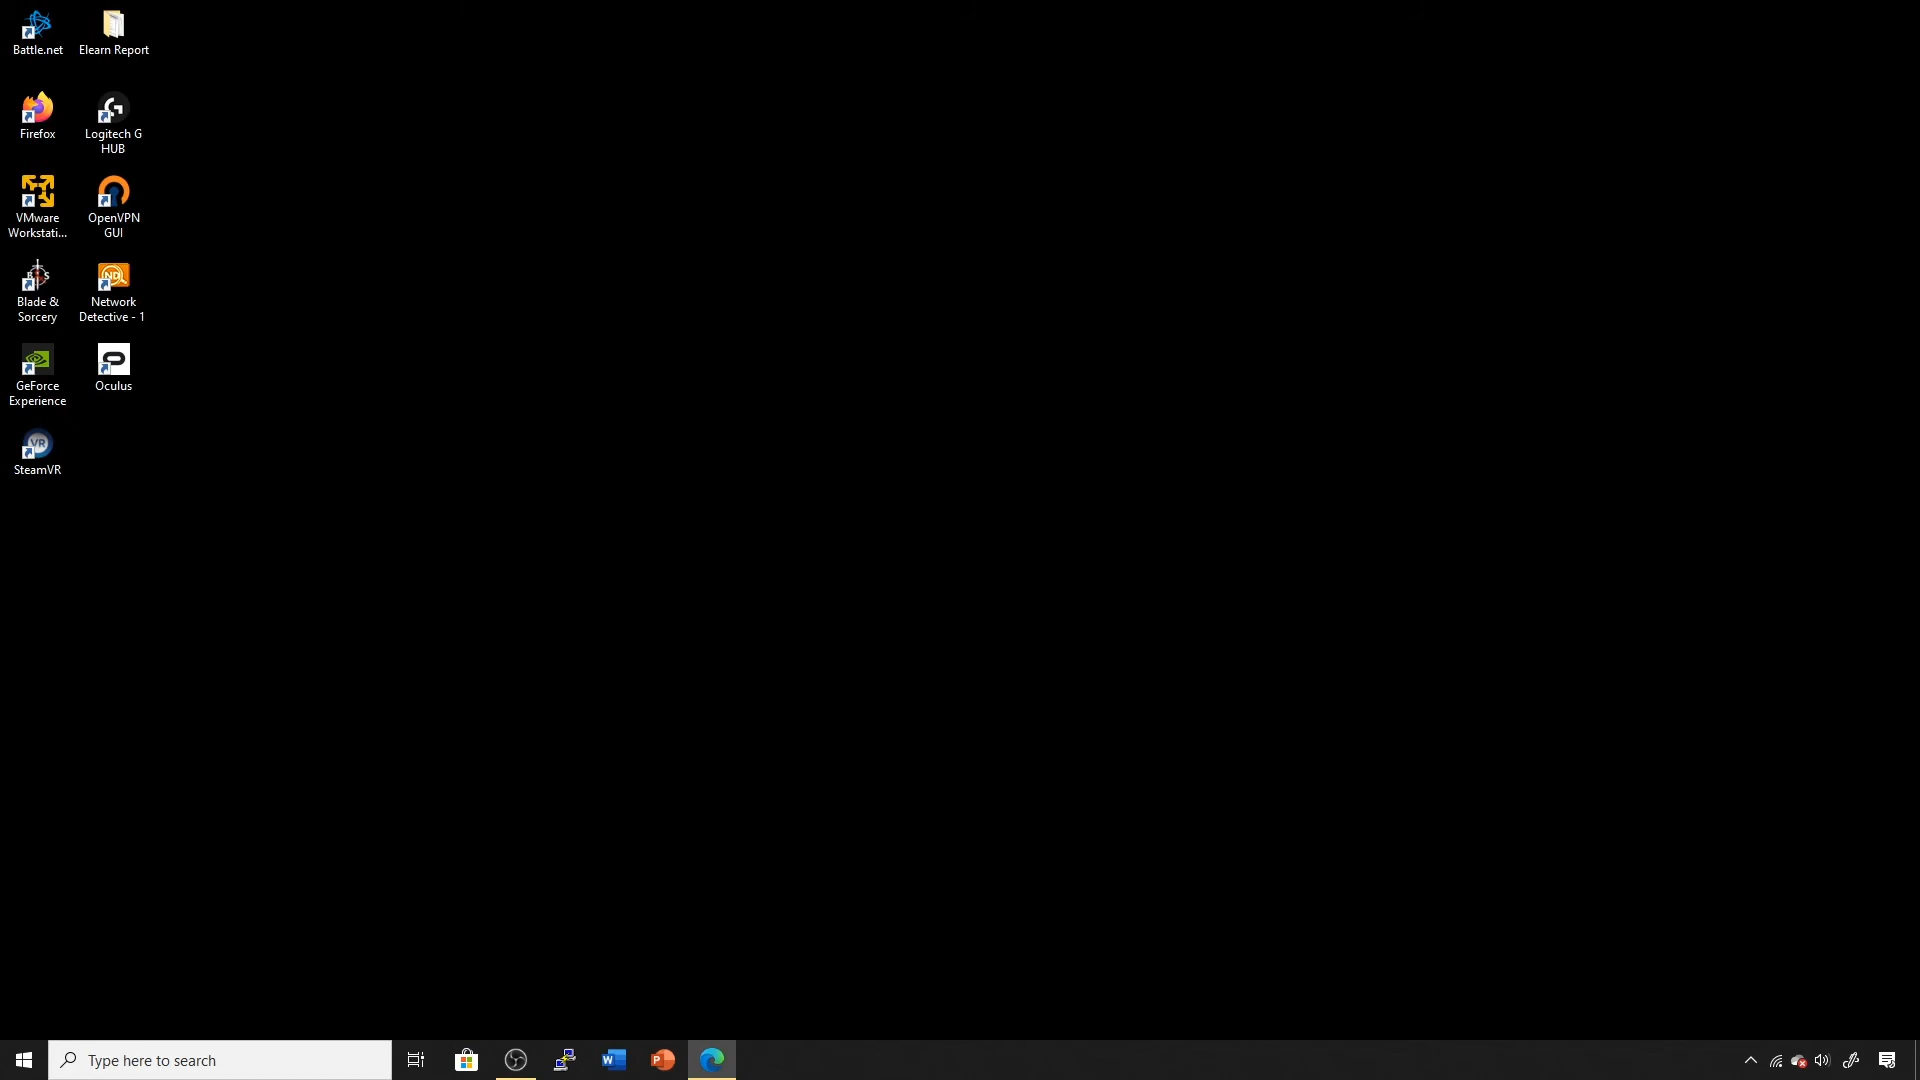 Battle.net
Elearn Report
Firefox
Logitech G
HUB
VMware
Workstati...
OpenVPN
GUI
Blade &
Sorcery
Network
Detective - 1
GeForce
Experience
Oculus
SteamVR
Type here to search